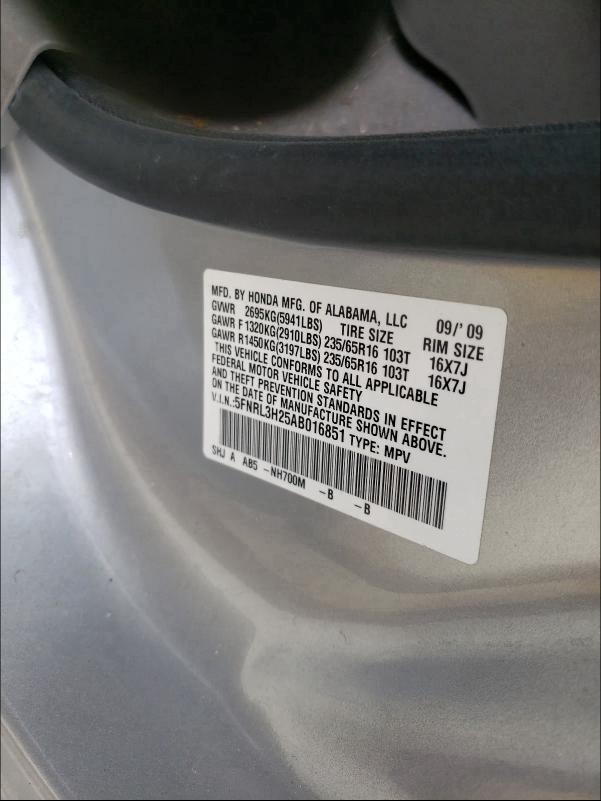 MFD. BY HONDA MFG. OF ALABAMA, LLC 09/'09
GVWR 2695KG(5941LBS) TIRE SIZE RIM SIZE
GAWR F 1320KG(2910LBS) 235/65R16 103T 16X7J
GAWR R1450KG(3197LBS) 235/65R16 103T 16X7J
THIS VEHICLE CONFORMS TO ALL APPLICABLE
FEDERAL MOTOR VEHICLE SAFETY
AND THEFT PREVENTION STANDARDS IN EFFECT
ON THE DATE OF MANUFACTURE SHOWN ABOVE.
V.I.N.:5FNRL3H25AB016851 TYPE: MPV
SHJ A AB5 -NH700M -B -B